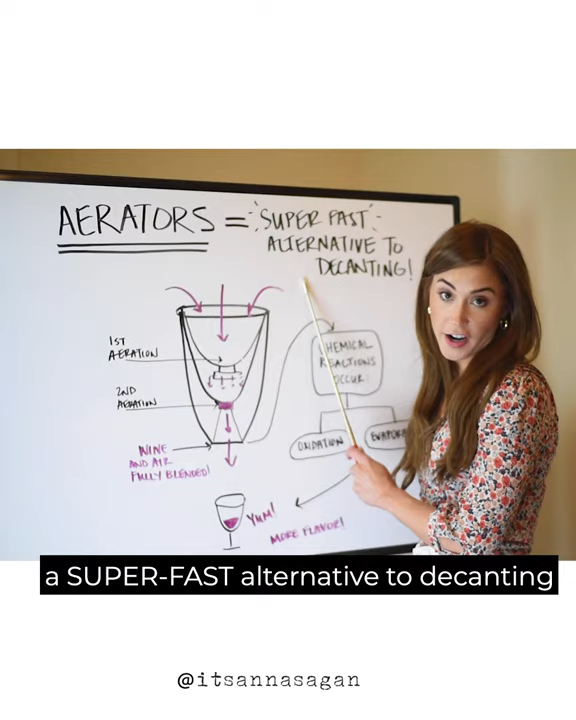 AERATORS = SUPER FAST
ALTERNATIVE TO
DECANTING!
1ST
AERATION
2ND
AERATION
WINE
AND AIR
FULLY BLENDED!
CHEMICAL
REACTIONS
OCCUR
OXIDATION
YUM!
MORE FLAVOR!
a SUPER-FAST alternative to decanting
@itsannasagan